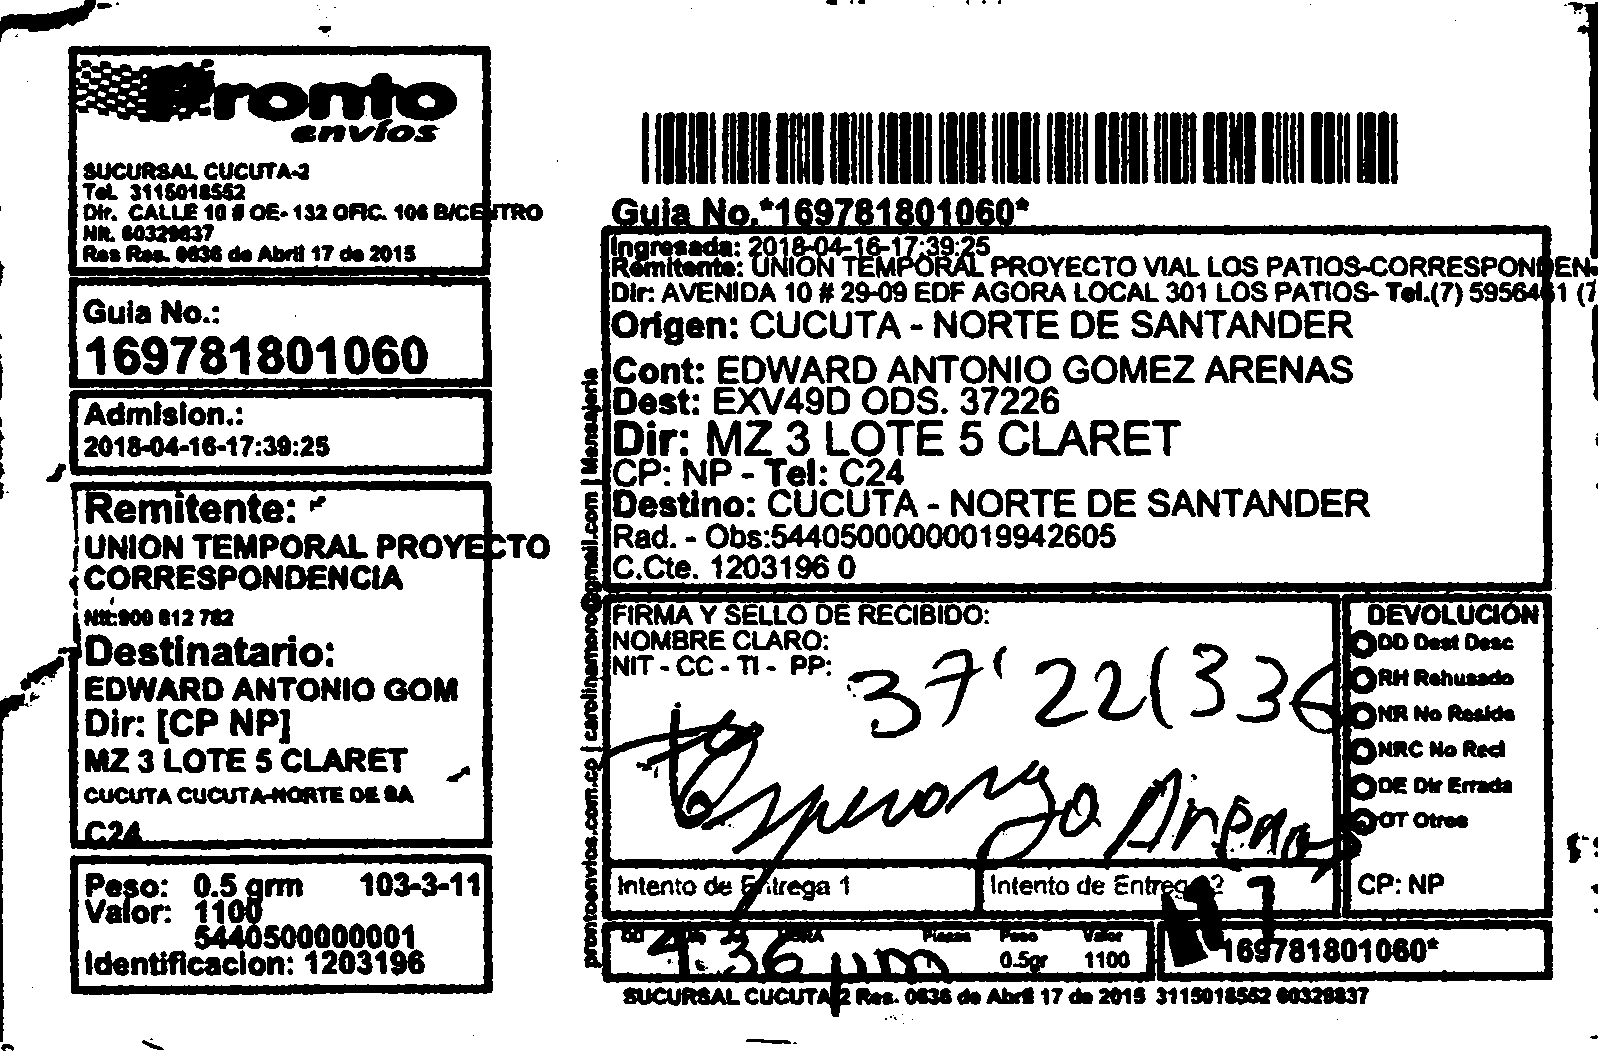 Pronto
envíos
SUCURSAL CUCUTA-2
Tel. 3115018552
Dir. CALLE 10 # OE- 132 OFIC. 106 B/CENTRO
Nit. 60329837
Res Res. 0636 de Abril 17 de 2015
Guia No.:
169781801060
Admision.:
2018-04-16-17:39:25
Remitente:
UNION TEMPORAL PROYECTO
CORRESPONDENCIA
Nit:900 812 782
Destinatario:
EDWARD ANTONIO GOM
Dir: [CP NP]
MZ 3 LOTE 5 CLARET
CUCUTA CUCUTA-NORTE DE SA
C24
Peso: 0.5 grm 103-3-11
Valor: 1100
5440500000001
Identificacion: 1203196
prontoenvios.com.co | carolinamoro@gmail.com | Mensajeria
Guia No.*169781801060*
Ingresada: 2018-04-16-17:39:25
Remitente: UNION TEMPORAL PROYECTO VIAL LOS PATIOS-CORRESPONDEN
Dir: AVENIDA 10 # 29-09 EDF AGORA LOCAL 301 LOS PATIOS- Tel.(7) 5956461 (7
Origen: CUCUTA - NORTE DE SANTANDER
Cont: EDWARD ANTONIO GOMEZ ARENAS
Dest: EXV49D ODS. 37226
Dir: MZ 3 LOTE 5 CLARET
CP: NP - Tel: C24
Destino: CUCUTA - NORTE DE SANTANDER
Rad. - Obs:544050000000019942605
C.Cte. 1203196 0
FIRMA Y SELLO DE RECIBIDO:
NOMBRE CLARO:
NIT - CC - TI - PP:
37'221336
Esperanza Arenas
DEVOLUCIÓN
DD Dest Desc
RH Rehusado
NR No Reside
NRC No Recl
DE Dir Errada
OT Otros
CP: NP
Intento de Entrega 1
Intento de Entrega 2
DD HORA Piezas Peso Valor
4:36 pm 0.5gr 1100
169781801060*
SUCURSAL CUCUTA-2 Res. 0636 de Abril 17 de 2015 3115018552 60329837